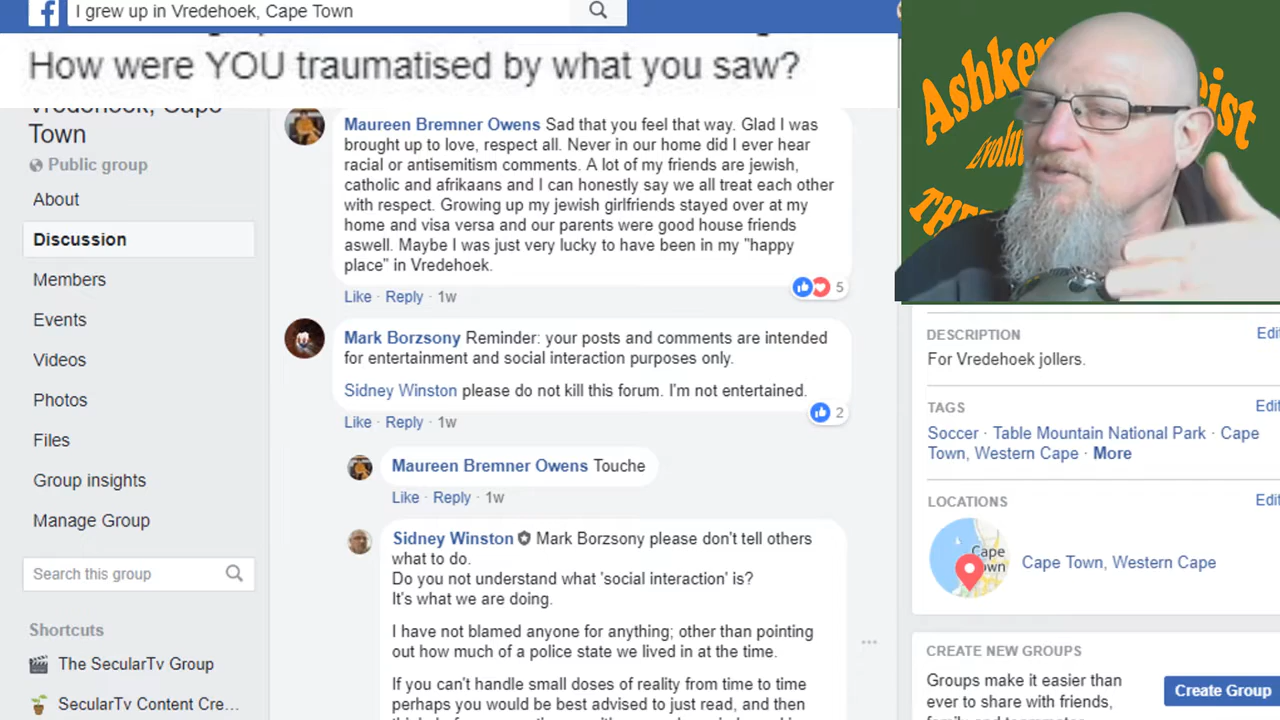 I grew up in Vredehoek, Cape Town
How were YOU traumatised by what you saw?
Vredehoek, Cape
Town
Public group
About
Discussion
Members
Events
Videos
Photos
Files
Group insights
Manage Group
Search this group
Shortcuts
The SecularTv Group
SecularTv Content Cre...
Maureen Bremner Owens Sad that you feel that way. Glad I was
brought up to love, respect all. Never in our home did I ever hear
racial or antisemitism comments. A lot of my friends are jewish,
catholic and afrikaans and I can honestly say we all treat each other
with respect. Growing up my jewish girlfriends stayed over at my
home and visa versa and our parents were good house friends
aswell. Maybe I was just very lucky to have been in my "happy
place" in Vredehoek.
5
Like · Reply · 1w
Mark Borzsony Reminder: your posts and comments are intended
for entertainment and social interaction purposes only.
Sidney Winston please do not kill this forum. I'm not entertained.
2
Like · Reply · 1w
Maureen Bremner Owens Touche
Like · Reply · 1w
Sidney Winston Mark Borzsony please don't tell others
what to do.
Do you not understand what 'social interaction' is?
It's what we are doing.
I have not blamed anyone for anything; other than pointing
out how much of a police state we lived in at the time.
If you can't handle small doses of reality from time to time
perhaps you would be best advised to just read, and then
DESCRIPTION Edi
For Vredehoek jollers.
TAGS Edi
Soccer · Table Mountain National Park · Cape
Town, Western Cape · More
LOCATIONS Edi
Cape
Town
Cape Town, Western Cape
CREATE NEW GROUPS
Groups make it easier than
ever to share with friends,
Create Group